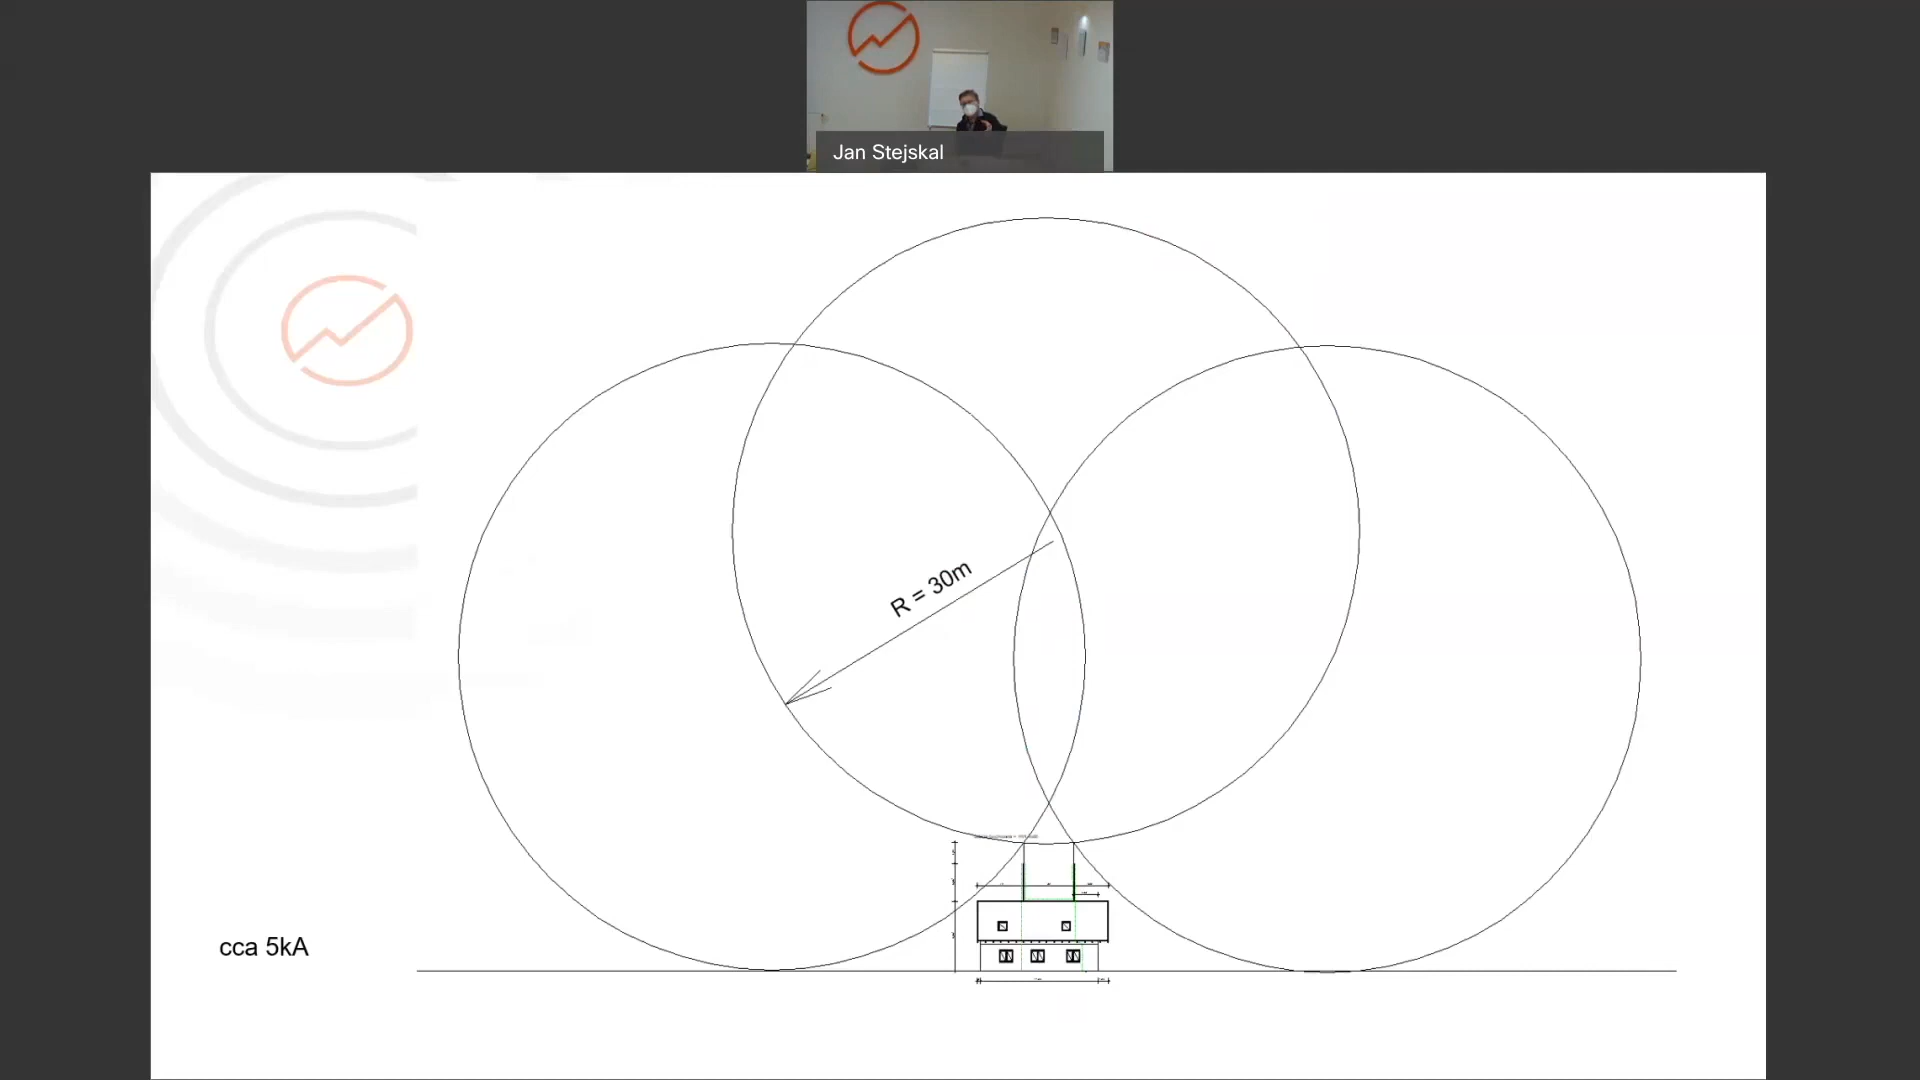 Jan Stejskal
R = 30m
cca 5kA